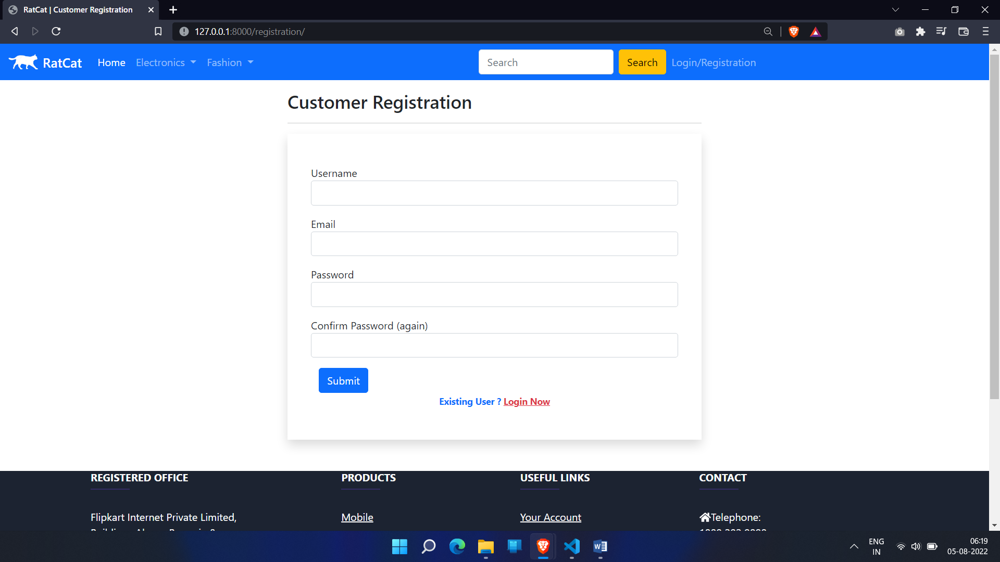 RatCat | Customer Registration
127.0.0.1:8000/registration/
RatCat Home Electronics Fashion Search Search Login/Registration
Customer Registration
Username
Email
Password
Confirm Password (again)
Submit
Existing User ? Login Now
REGISTERED OFFICE PRODUCTS USEFUL LINKS CONTACT
Flipkart Internet Private Limited, Mobile Your Account Telephone:
ENG 06:19
IN 05-08-2022